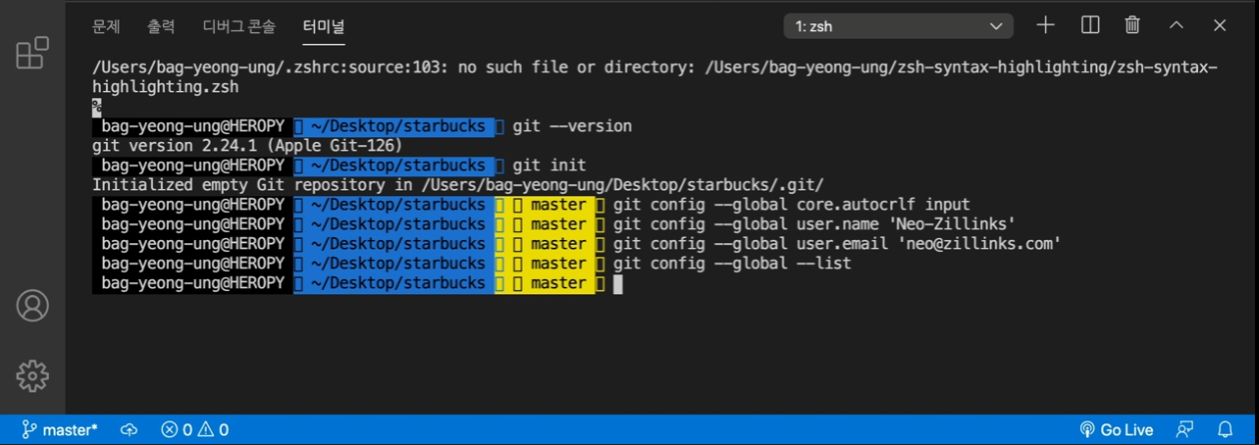 문제 출력 디버그 콘솔 터미널 1: zsh
/Users/bag-yeong-ung/.zshrc:source:103: no such file or directory: /Users/bag-yeong-ung/zsh-syntax-highlighting/zsh-syntax-
highlighting.zsh
%
bag-yeong-ung@HEROPY ~/Desktop/starbucks git --version
git version 2.24.1 (Apple Git-126)
bag-yeong-ung@HEROPY ~/Desktop/starbucks git init
Initialized empty Git repository in /Users/bag-yeong-ung/Desktop/starbucks/.git/
bag-yeong-ung@HEROPY ~/Desktop/starbucks master git config --global core.autocrlf input
bag-yeong-ung@HEROPY ~/Desktop/starbucks master git config --global user.name 'Neo-Zillinks'
bag-yeong-ung@HEROPY ~/Desktop/starbucks master git config --global user.email 'neo@zillinks.com'
bag-yeong-ung@HEROPY ~/Desktop/starbucks master git config --global --list
bag-yeong-ung@HEROPY ~/Desktop/starbucks master
master* 0 0 Go Live